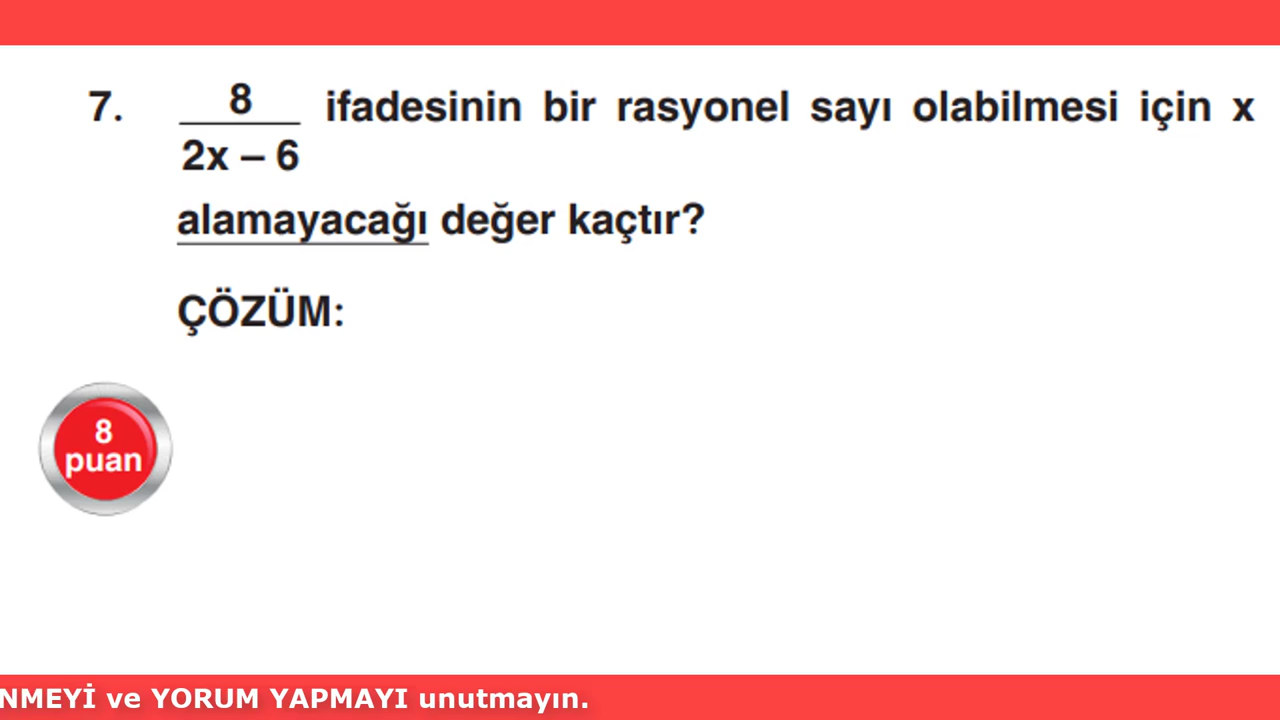 7. 8 ifadesinin bir rasyonel sayı olabilmesi için x
2x – 6
alamayacağı değer kaçtır?
ÇÖZÜM:
8
puan
NMEYİ ve YORUM YAPMAYI unutmayın.